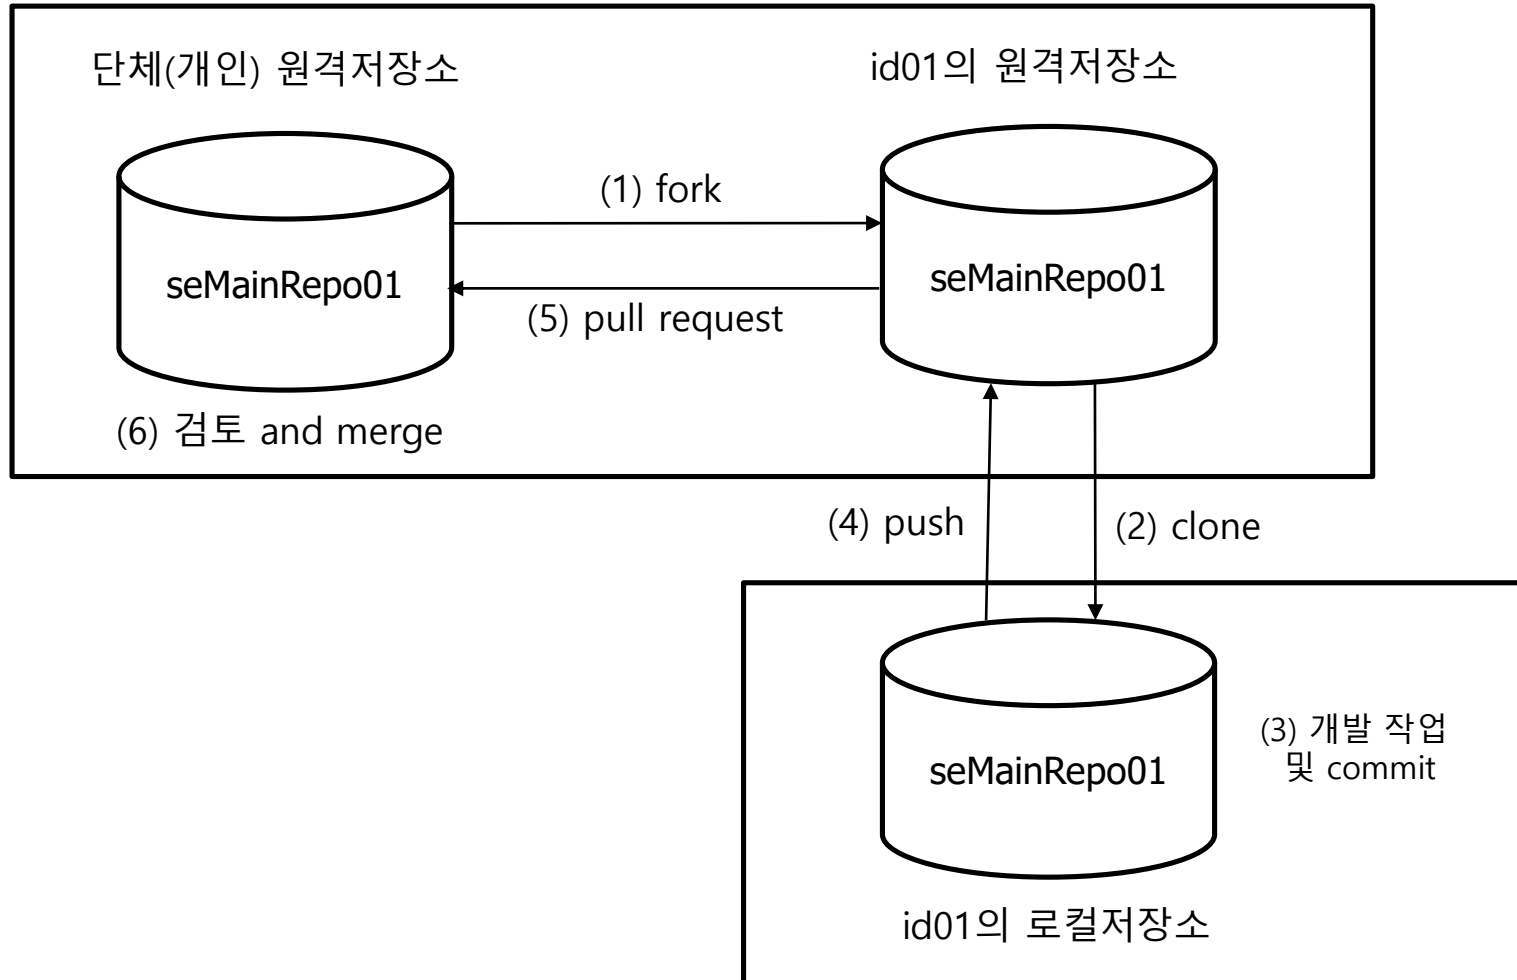 단체(개인) 원격저장소
id01의 원격저장소
(1) fork
seMainRepo01
seMainRepo01
(5) pull request
(6) 검토 and merge
(4) push
(2) clone
seMainRepo01
(3) 개발 작업
및 commit
id01의 로컬저장소